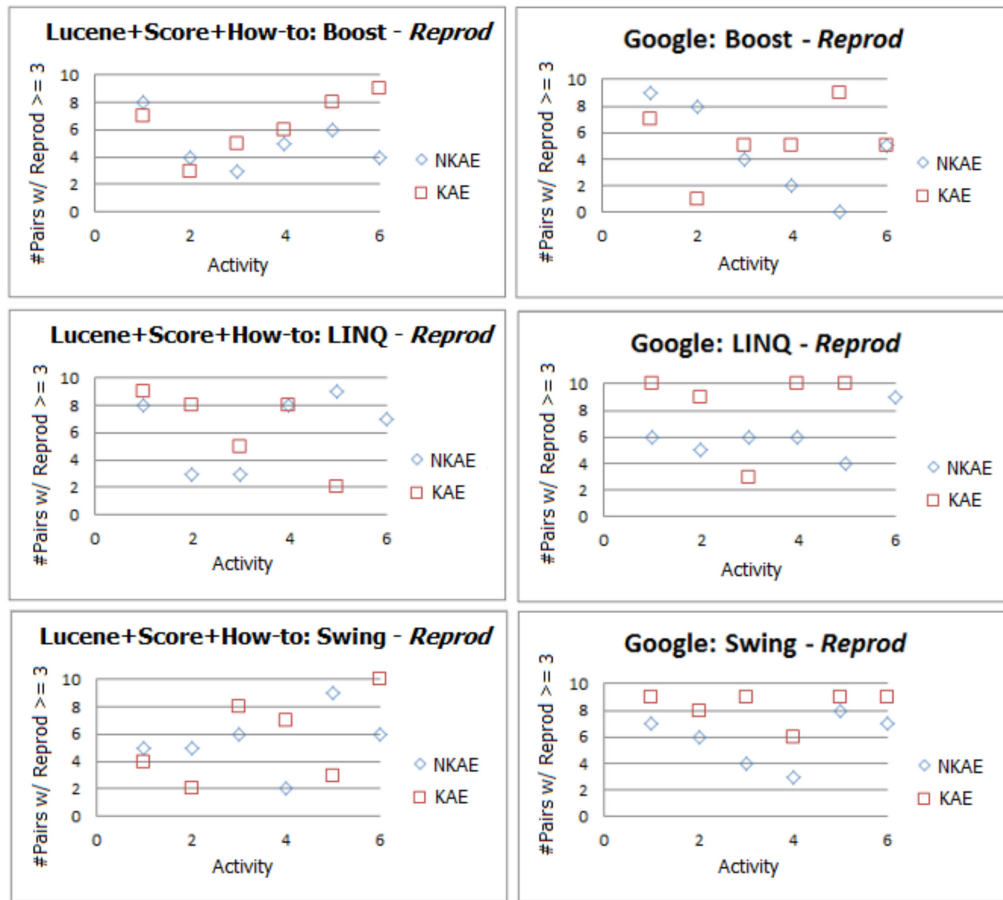 Lucene+Score+How-to: Boost - Reprod
#Pairs w/ Reprod >= 3
10
8
6
4
2
0
0 2 4 6
Activity
NKAE
KAE
Google: Boost - Reprod
#Pairs w/ Reprod >= 3
10
8
6
4
2
0
0 2 4 6
Activity
NKAE
KAE
Lucene+Score+How-to: LINQ - Reprod
#Pairs w/ Reprod >= 3
10
8
6
4
2
0
0 2 4 6
Activity
NKAE
KAE
Google: LINQ - Reprod
#Pairs w/ Reprod >= 3
10
8
6
4
2
0
0 2 4 6
Activity
NKAE
KAE
Lucene+Score+How-to: Swing - Reprod
#Pairs w/ Reprod >= 3
10
8
6
4
2
0
0 2 4 6
Activity
NKAE
KAE
Google: Swing - Reprod
#Pairs w/ Reprod >= 3
10
8
6
4
2
0
0 2 4 6
Activity
NKAE
KAE